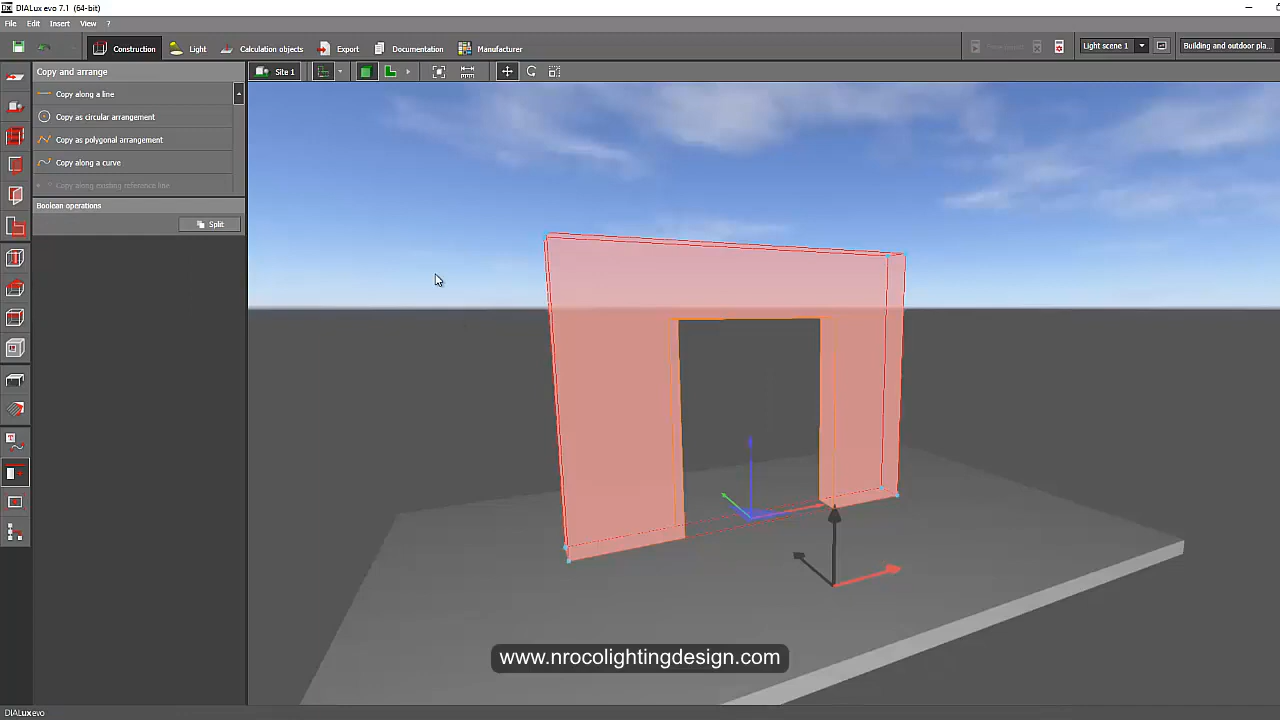 DIALux evo 7.1 (64-bit)
File Edit Insert View ?
Construction Light Calculation objects Export Documentation Manufacturer
Light scene 1 Building and outdoor pla...
Copy and arrange
Site 1
Copy along a line
Copy as circular arrangement
Copy as polygonal arrangement
Copy along a curve
Copy along existing reference line
Boolean operations
Split
www.nrocolightingdesign.com
DIALux evo